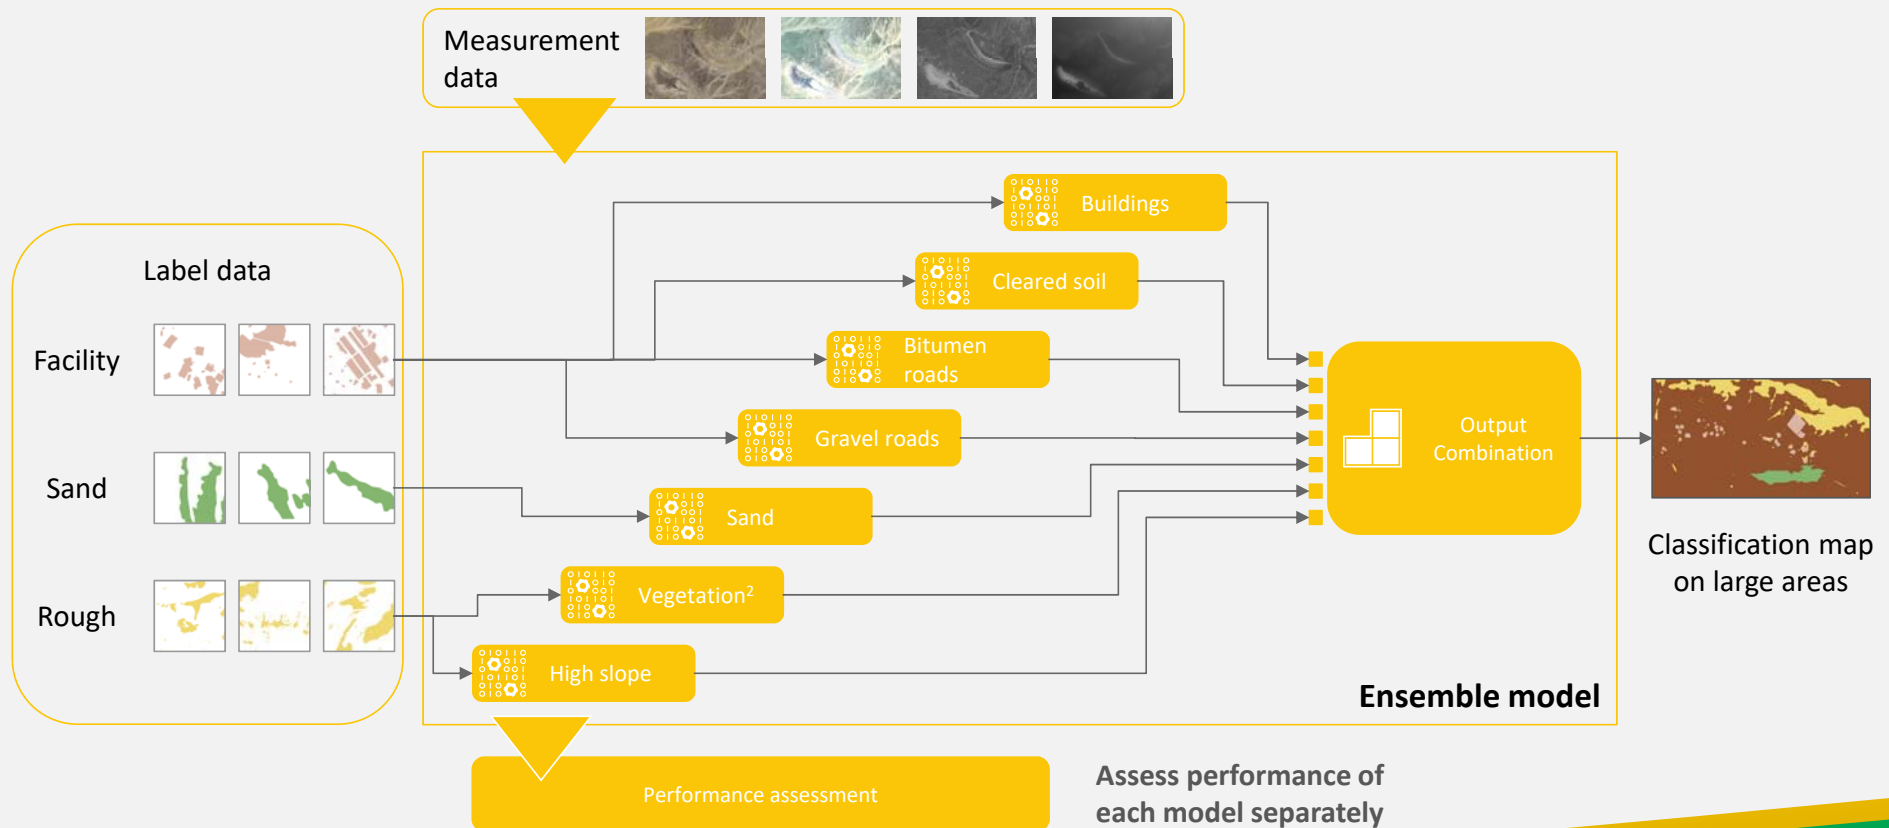 Measurement
data
Label data
Facility
Sand
Rough
Buildings
Cleared soil
Bitumen
roads
Gravel roads
Sand
Vegetation²
High slope
Output
Combination
Classification map
on large areas
Ensemble model
Performance assessment
Assess performance of
each model separately